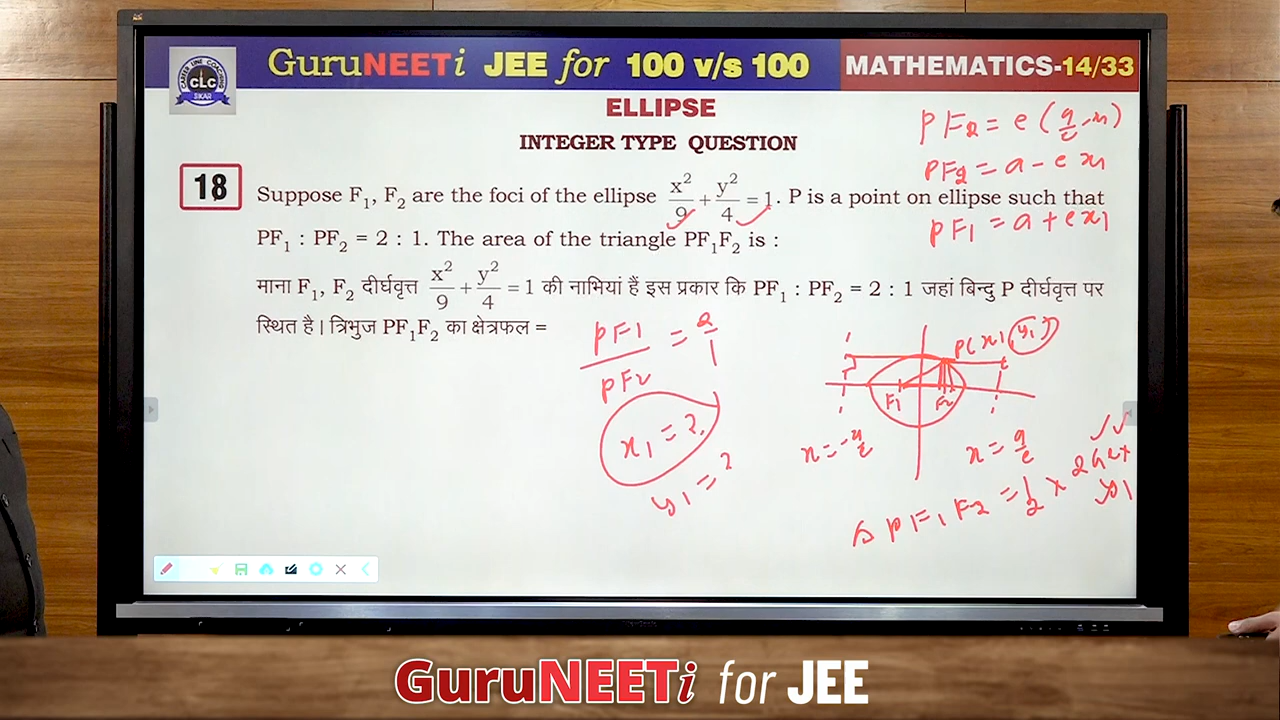 CLC
SIKAR
GuruNEETi JEE for 100 v/s 100
MATHEMATICS-14/33
ELLIPSE
INTEGER TYPE QUESTION
18
Suppose F₁, F₂ are the foci of the ellipse x²/9 + y²/4 = 1. P is a point on ellipse such that
PF₁ : PF₂ = 2 : 1. The area of the triangle PF₁F₂ is :
माना F₁, F₂ दीर्घवृत्त x²/9 + y²/4 = 1 की नाभियां हैं इस प्रकार कि PF₁ : PF₂ = 2 : 1 जहां बिन्दु P दीर्घवृत्त पर
स्थित है। त्रिभुज PF₁F₂ का क्षेत्रफल =
PF₂ = e(a/e - x₁)
PF₂ = a - ex₁
PF₁ = a + ex₁
PF₁/PF₂ = 2/1
x₁ = ?
y₁ = ?
P(x₁, y₁)
F₁ F₂
x = -a/e
x = a/e
Δ PF₁F₂ = 1/2 × 2ae × y₁
GuruNEETi for JEE